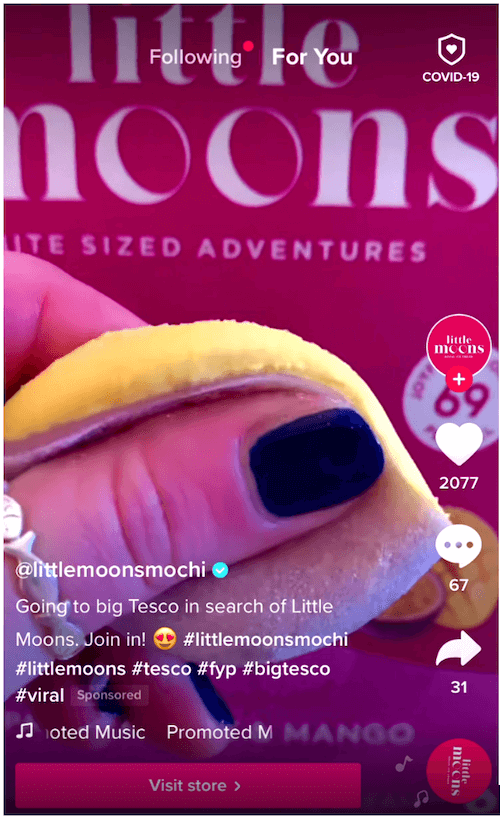 little
moons
Following
For You
COVID-19
ITE SIZED ADVENTURES
little
moons
69
2077
67
31
@littlemoonsmochi
Going to big Tesco in search of Little
Moons. Join in! 😍 #littlemoonsmochi
#littlemoons #tesco #fyp #bigtesco
#viral Sponsored
oted Music Promoted M
MANGO
Visit store >
little
moons